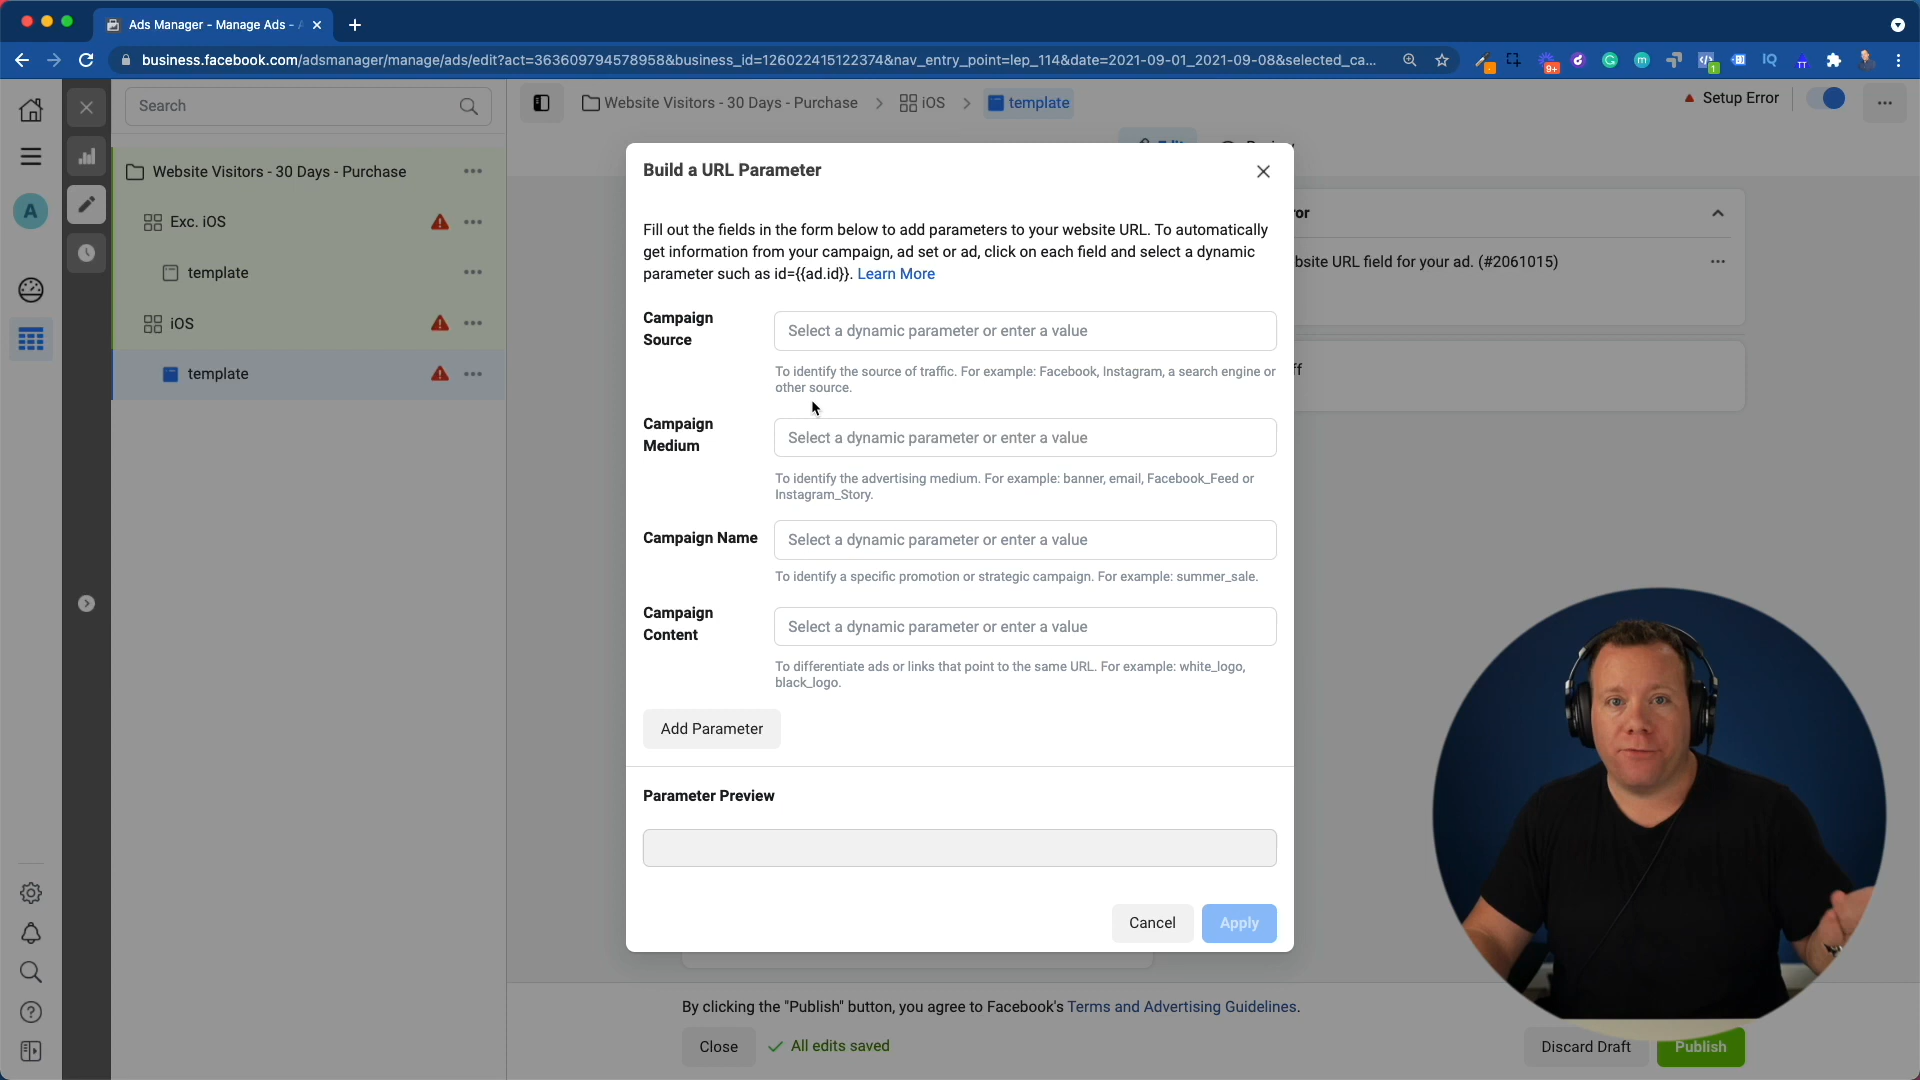 Ads Manager - Manage Ads -
business.facebook.com/adsmanager/manage/ads/edit?act=363609794578958&business_id=126022415122374&nav_entry_point=lep_114&date=2021-09-01_2021-09-08&selected_ca...
9+
1
IQ
Search
Website Visitors - 30 Days - Purchase
iOS
template
Setup Error
A
Website Visitors - 30 Days - Purchase
Exc. iOS
template
iOS
template
Build a URL Parameter
ror
bsite URL field for your ad. (#2061015)
ff
Fill out the fields in the form below to add parameters to your website URL. To automatically
get information from your campaign, ad set or ad, click on each field and select a dynamic
parameter such as id={{ad.id}}. Learn More
Campaign
Source
Select a dynamic parameter or enter a value
To identify the source of traffic. For example: Facebook, Instagram, a search engine or
other source.
Campaign
Medium
Select a dynamic parameter or enter a value
To identify the advertising medium. For example: banner, email, Facebook_Feed or
Instagram_Story.
Campaign Name
Select a dynamic parameter or enter a value
To identify a specific promotion or strategic campaign. For example: summer_sale.
Campaign
Content
Select a dynamic parameter or enter a value
To differentiate ads or links that point to the same URL. For example: white_logo,
black_logo.
Add Parameter
Parameter Preview
Cancel
Apply
By clicking the "Publish" button, you agree to Facebook's Terms and Advertising Guidelines.
Close
All edits saved
Discard Draft
Publish